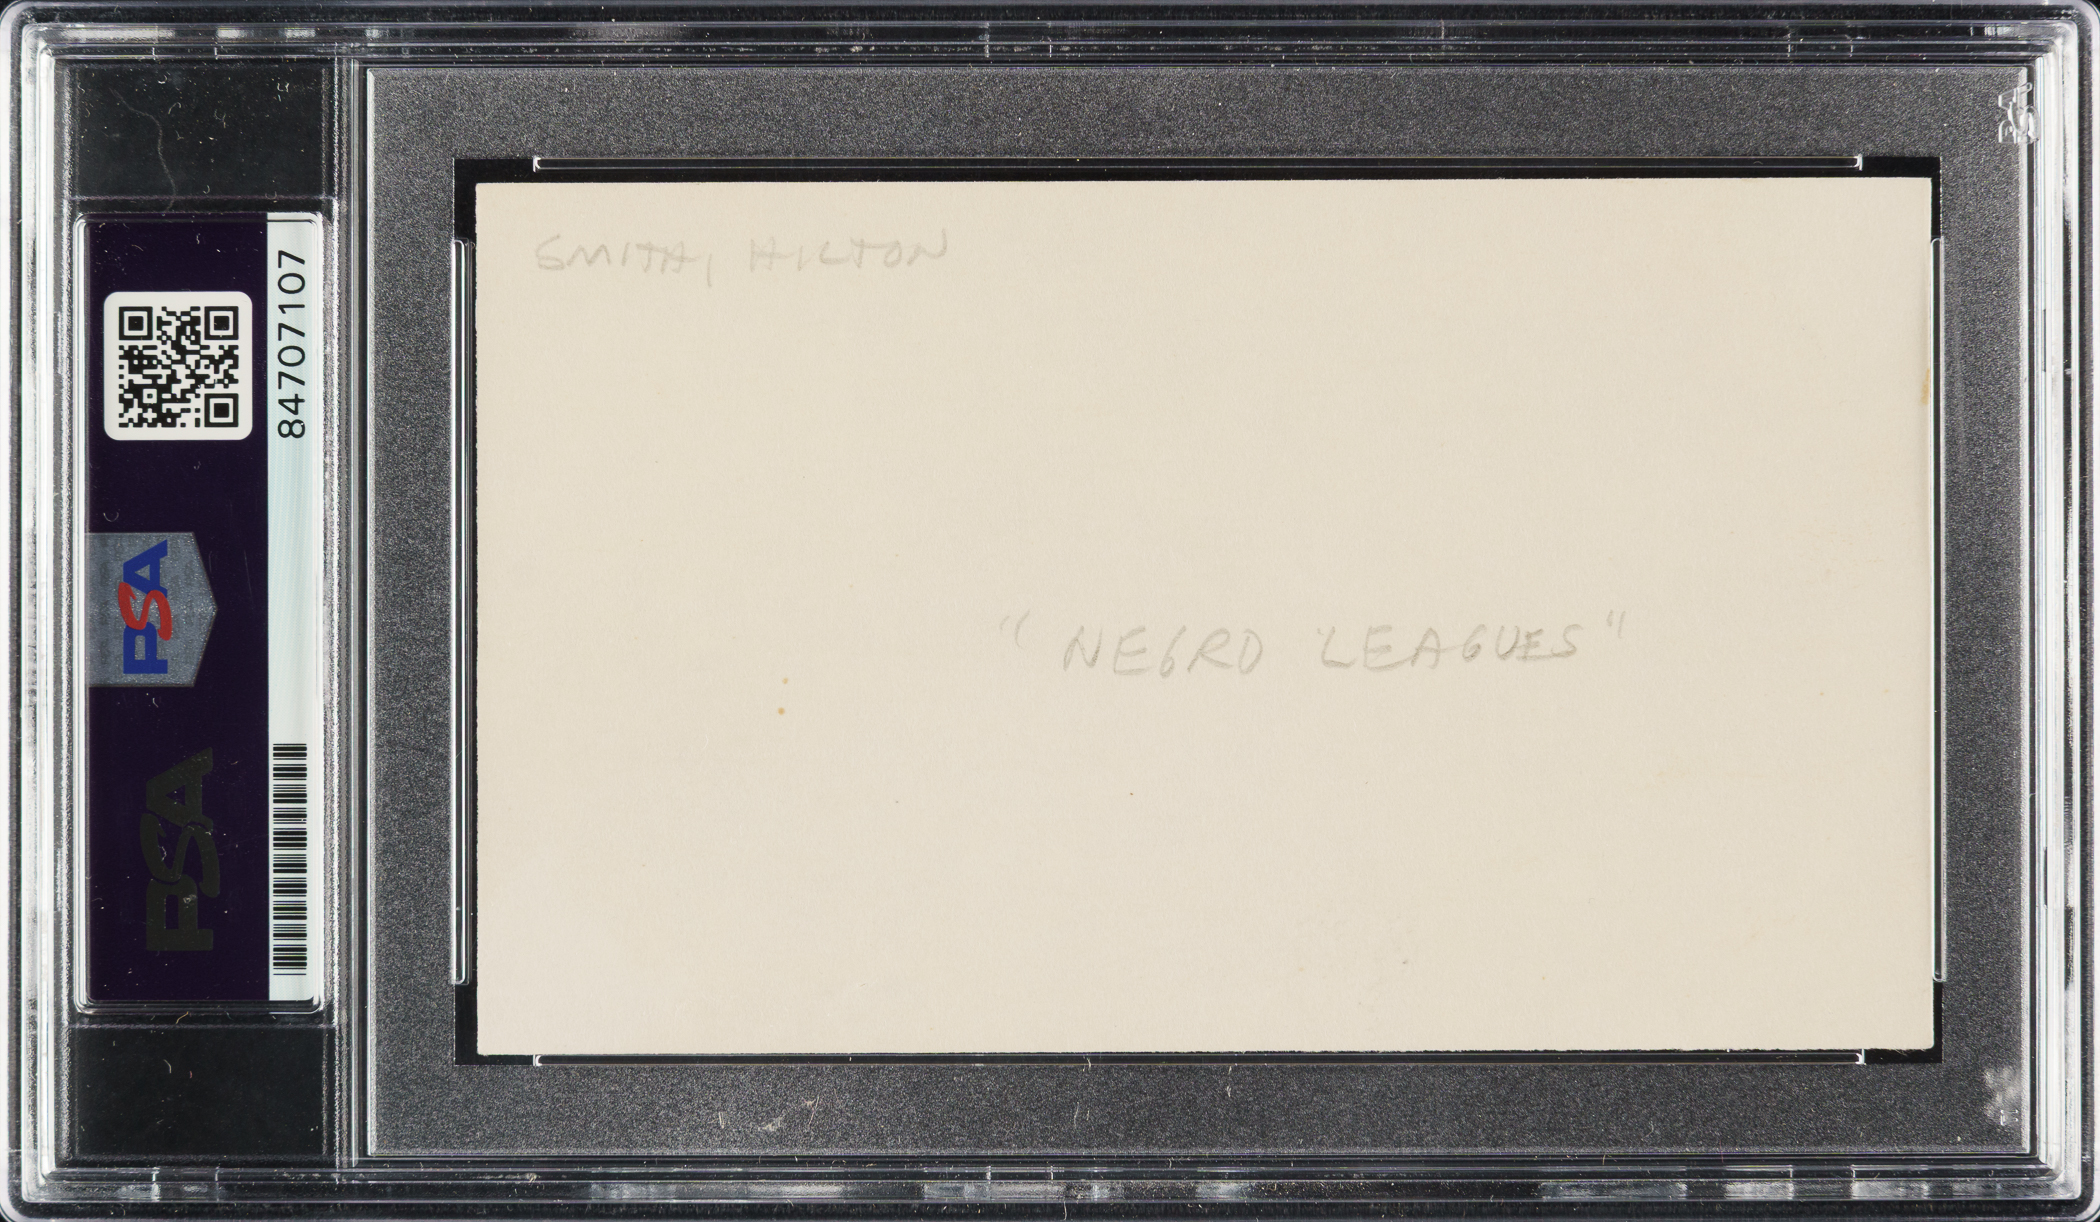 SMITH, HILTON
"NEGRO LEAGUES"
84707107
PSA
PSA